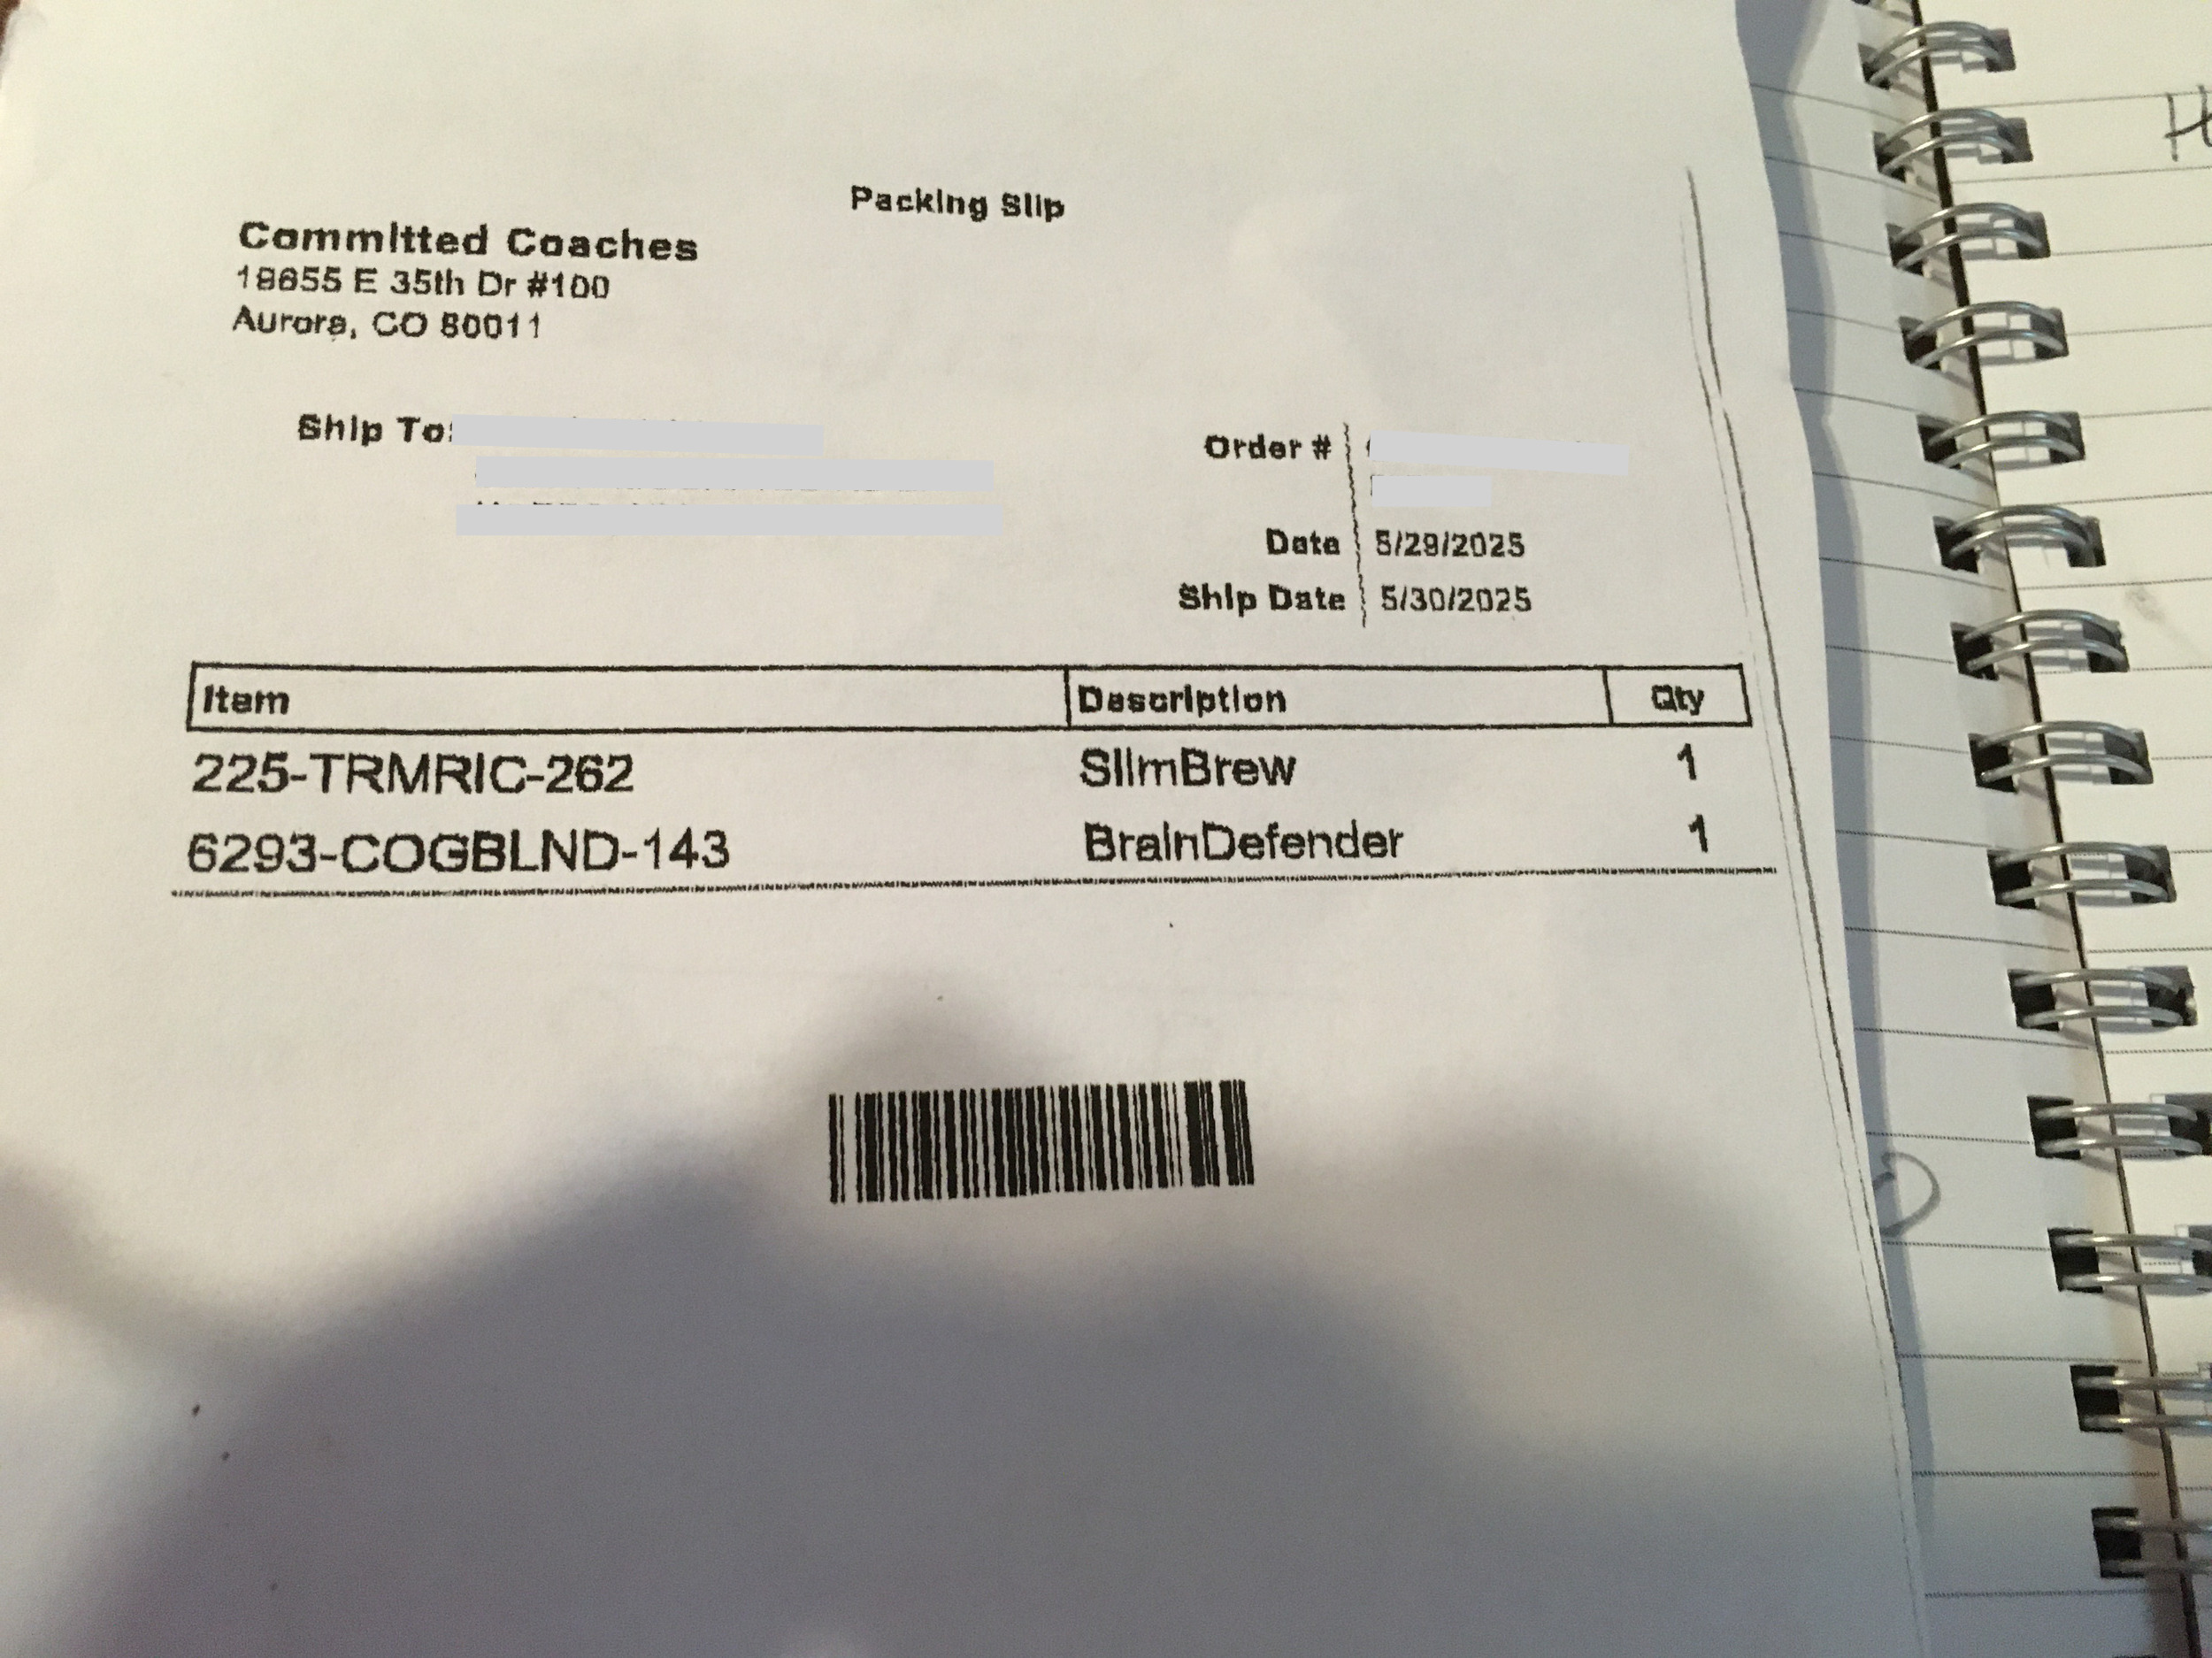 Packing Slip
Committed Coaches
18655 E 35th Dr #100
Aurora, CO 80011
Ship To:
Order #
Date 5/29/2025
Ship Date 5/30/2025
Item Description Qty
225-TRMRIC-262 SlimBrew 1
6293-COGBLND-143 BrainDefender 1